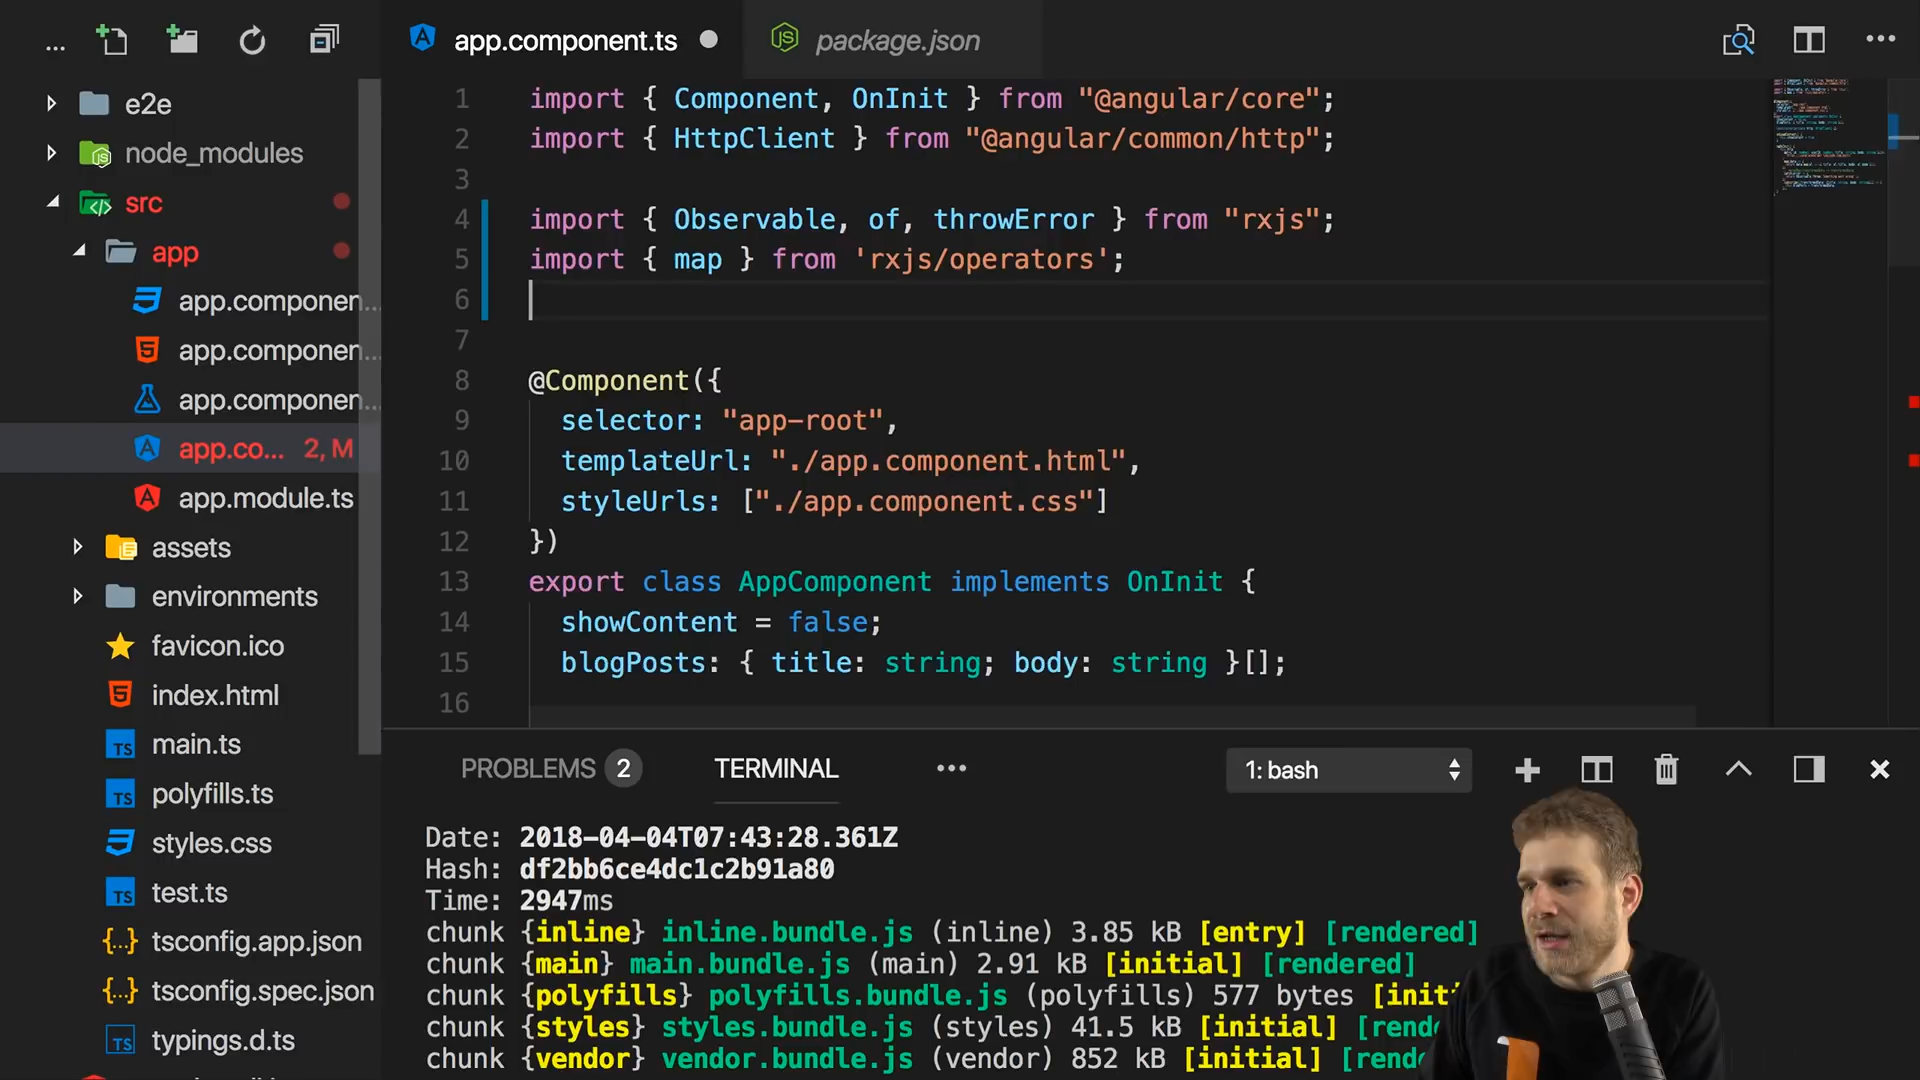 ...
app.component.ts
package.json
e2e
node_modules
src
app
app.componen...
app.componen...
app.componen...
app.co... 2, M
app.module.ts
assets
environments
favicon.ico
index.html
main.ts
polyfills.ts
styles.css
test.ts
tsconfig.app.json
tsconfig.spec.json
typings.d.ts
1 import { Component, OnInit } from "@angular/core";
2 import { HttpClient } from "@angular/common/http";
3
4 import { Observable, of, throwError } from "rxjs";
5 import { map } from 'rxjs/operators';
6
7
8 @Component({
9 selector: "app-root",
10 templateUrl: "./app.component.html",
11 styleUrls: ["./app.component.css"]
12 })
13 export class AppComponent implements OnInit {
14 showContent = false;
15 blogPosts: { title: string; body: string }[];
16
PROBLEMS 2 TERMINAL ... 1: bash
Date: 2018-04-04T07:43:28.361Z
Hash: df2bb6ce4dc1c2b91a80
Time: 2947ms
chunk {inline} inline.bundle.js (inline) 3.85 kB [entry] [rendered]
chunk {main} main.bundle.js (main) 2.91 kB [initial] [rendered]
chunk {polyfills} polyfills.bundle.js (polyfills) 577 bytes [init
chunk {styles} styles.bundle.js (styles) 41.5 kB [initial] [rend
chunk {vendor} vendor.bundle.js (vendor) 852 kB [initial] [rend